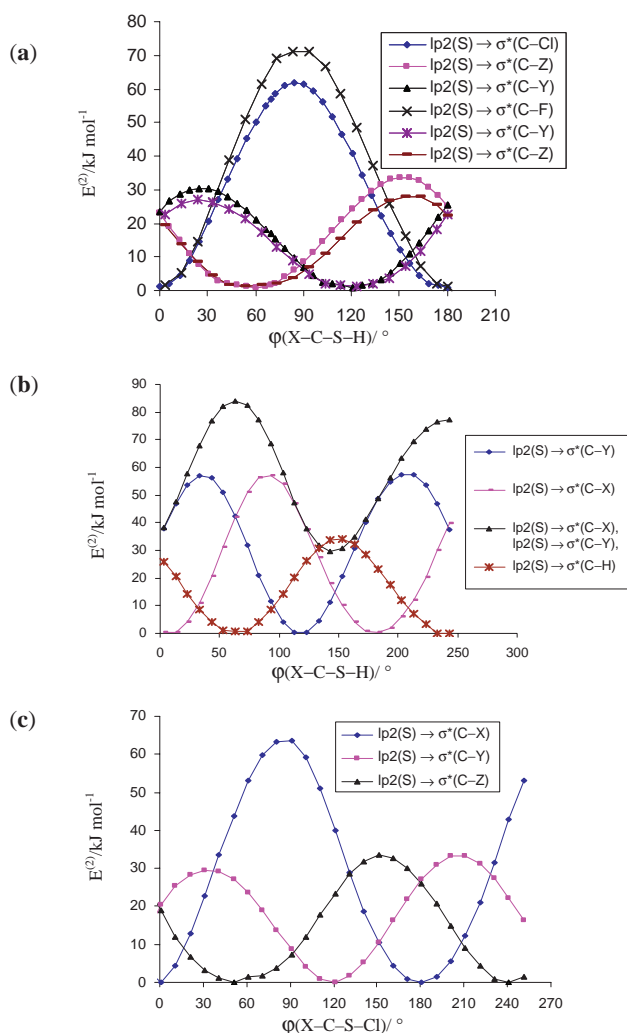 (a)
80
70
60
50
40
30
20
10
0
E(2)/kJ mol-1
0 30 60 90 120 150 180 210
φ(X–C–S–H)/ °
lp2(S) → σ*(C–Cl)
lp2(S) → σ*(C–Z)
lp2(S) → σ*(C–Y)
lp2(S) → σ*(C–F)
lp2(S) → σ*(C–Y)
lp2(S) → σ*(C–Z)
(b)
90
80
70
60
50
40
30
20
10
0
E(2)/kJ mol-1
0 50 100 150 200 250 300
φ(X–C–S–H)/ °
lp2(S) → σ*(C–Y)
lp2(S) → σ*(C–X)
lp2(S) → σ*(C–X),
lp2(S) → σ*(C–Y),
lp2(S) → σ*(C–H)
(c)
70
60
50
40
30
20
10
0
E(2)/kJ mol-1
0 30 60 90 120 150 180 210 240 270
φ(X–C–S–Cl)/ °
lp2(S) → σ*(C–X)
lp2(S) → σ*(C–Y)
lp2(S) → σ*(C–Z)